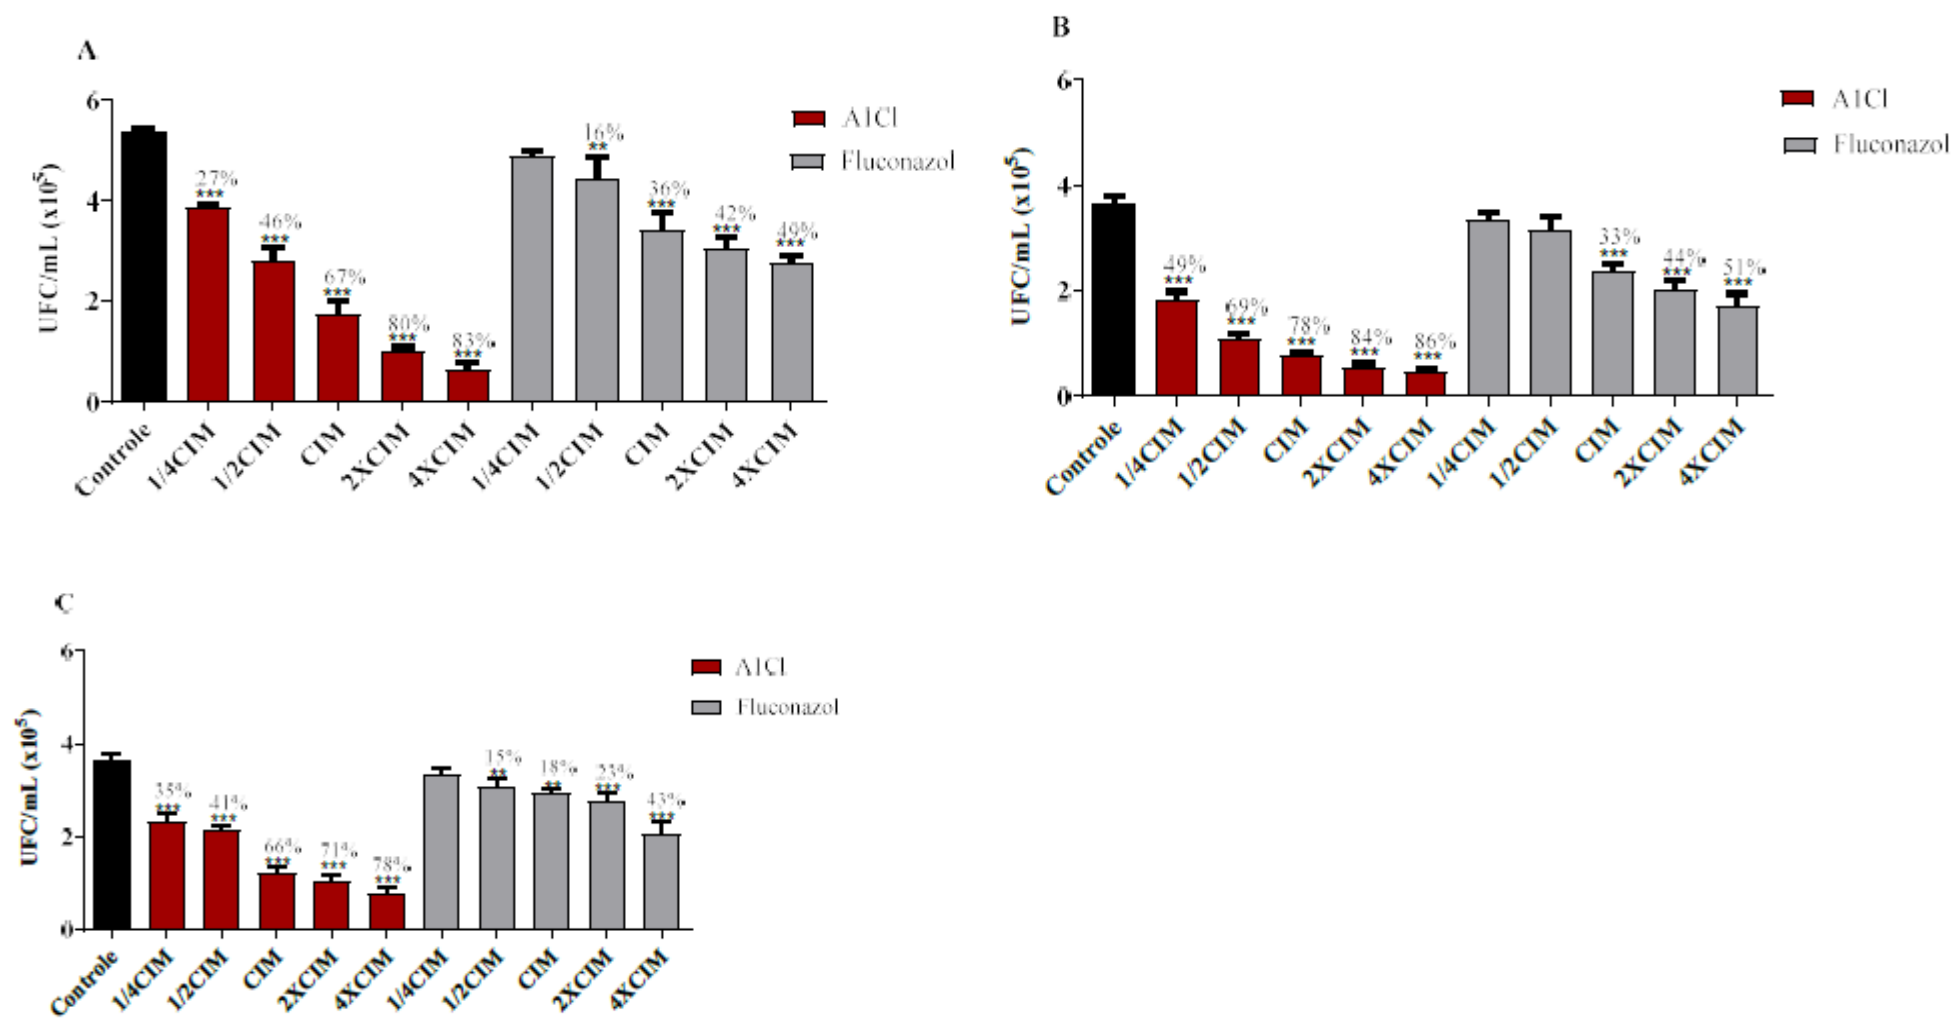 A
UFC/mL (x10⁵)
6
4
2
0
27%
***
46%
***
67%
***
80%
***
83%
***
16%
**
36%
***
42%
***
49%
***
A1Cl
Fluconazol
Controle
1/4CIM
1/2CIM
CIM
2XCIM
4XCIM
1/4CIM
1/2CIM
CIM
2XCIM
4XCIM
B
UFC/mL (x10⁵)
6
4
2
0
49%
***
69%
***
78%
***
84%
***
86%
***
33%
***
44%
***
51%
***
A1Cl
Fluconazol
Controle
1/4CIM
1/2CIM
CIM
2XCIM
4XCIM
1/4CIM
1/2CIM
CIM
2XCIM
4XCIM
C
UFC/mL (x10⁵)
6
4
2
0
35%
***
41%
***
66%
***
71%
***
78%
***
15%
**
18%
**
23%
***
43%
***
A1Cl
Fluconazol
Controle
1/4CIM
1/2CIM
CIM
2XCIM
4XCIM
1/4CIM
1/2CIM
CIM
2XCIM
4XCIM